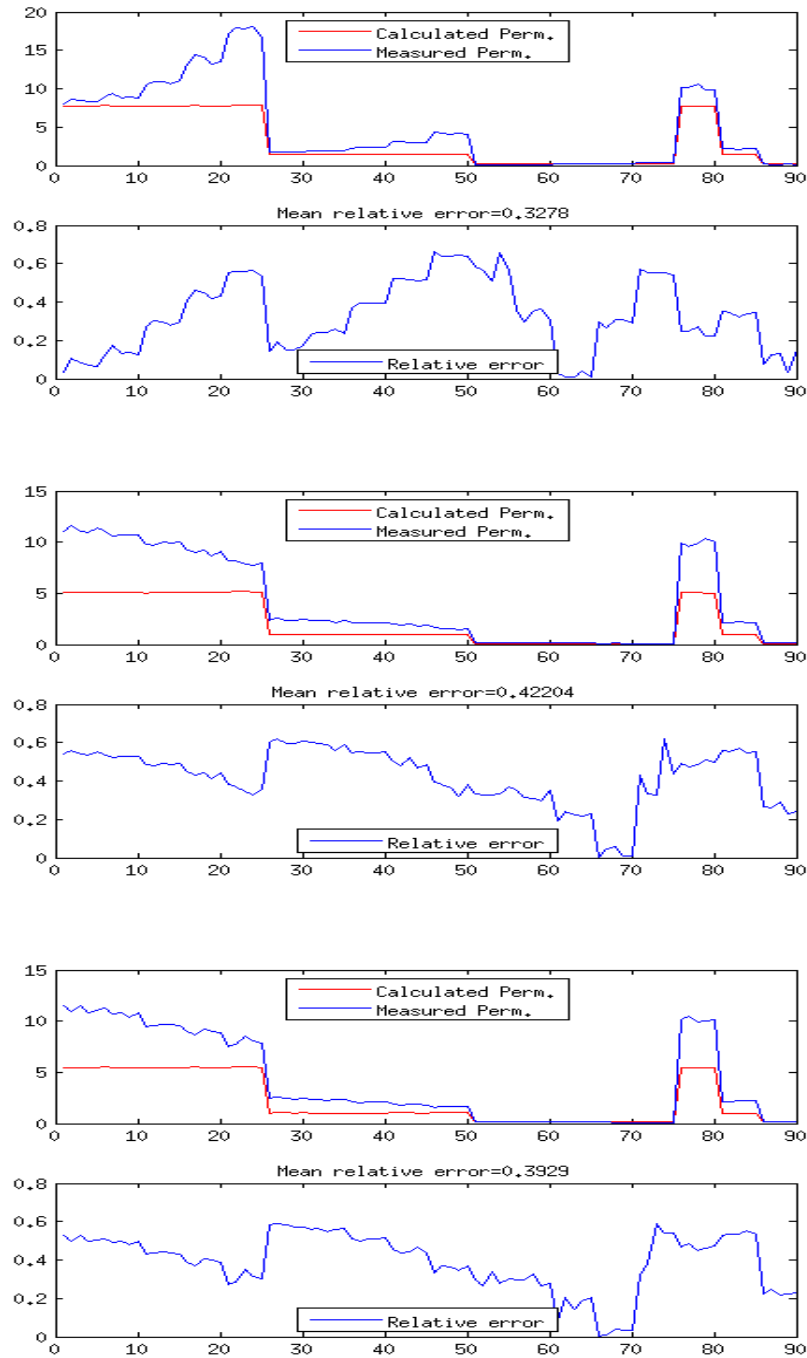 20
15
10
5
0
Calculated Perm.
Measured Perm.
0 10 20 30 40 50 60 70 80 90
Mean relative error=0.3278
0.8
0.6
0.4
0.2
0
Relative error
0 10 20 30 40 50 60 70 80 90
15
10
5
0
Calculated Perm.
Measured Perm.
0 10 20 30 40 50 60 70 80 90
Mean relative error=0.42204
0.8
0.6
0.4
0.2
0
Relative error
0 10 20 30 40 50 60 70 80 90
15
10
5
0
Calculated Perm.
Measured Perm.
0 10 20 30 40 50 60 70 80 90
Mean relative error=0.3929
0.8
0.6
0.4
0.2
0
Relative error
0 10 20 30 40 50 60 70 80 90